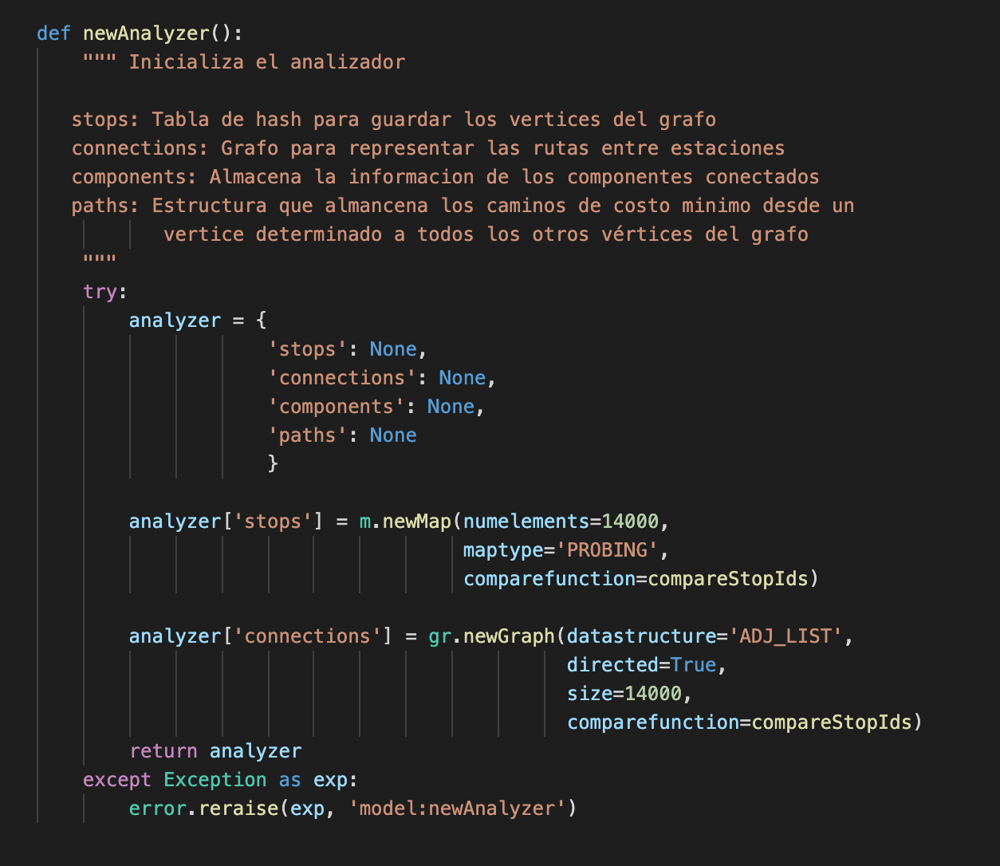 def newAnalyzer():
    """ Inicializa el analizador

   stops: Tabla de hash para guardar los vertices del grafo
   connections: Grafo para representar las rutas entre estaciones
   components: Almacena la informacion de los componentes conectados
   paths: Estructura que almancena los caminos de costo minimo desde un
           vertice determinado a todos los otros vértices del grafo
    """
    try:
        analyzer = {
                    'stops': None,
                    'connections': None,
                    'components': None,
                    'paths': None
                    }

        analyzer['stops'] = m.newMap(numelements=14000,
                                     maptype='PROBING',
                                     comparefunction=compareStopIds)

        analyzer['connections'] = gr.newGraph(datastructure='ADJ_LIST',
                                              directed=True,
                                              size=14000,
                                              comparefunction=compareStopIds)
        return analyzer
    except Exception as exp:
        error.reraise(exp, 'model:newAnalyzer')